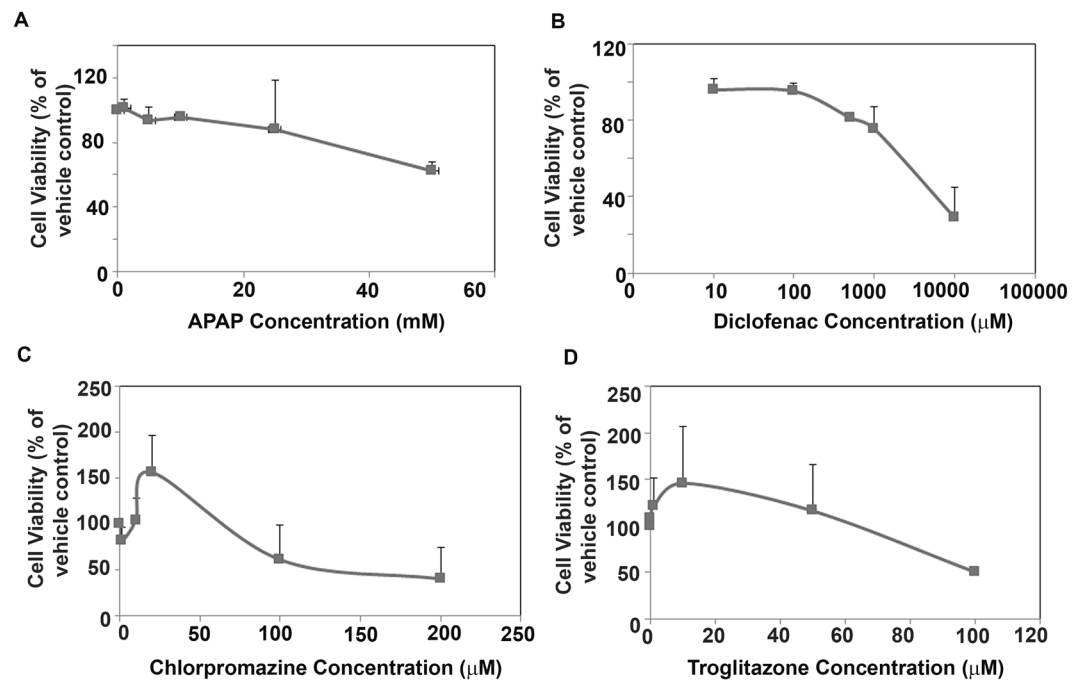 A
Cell Viability (% of
vehicle control)
120
80
40
0
0
20
40
60
APAP Concentration (mM)
B
Cell Viability (% of
vehicle control)
120
80
40
0
0
10
100
1000
10000
100000
Diclofenac Concentration (μM)
C
Cell Viability (% of
vehicle control)
250
200
150
100
50
0
0
50
100
150
200
250
Chlorpromazine Concentration (μM)
D
Cell Viability (% of
vehicle control)
250
200
150
100
50
0
0
20
40
60
80
100
120
Troglitazone Concentration (μM)